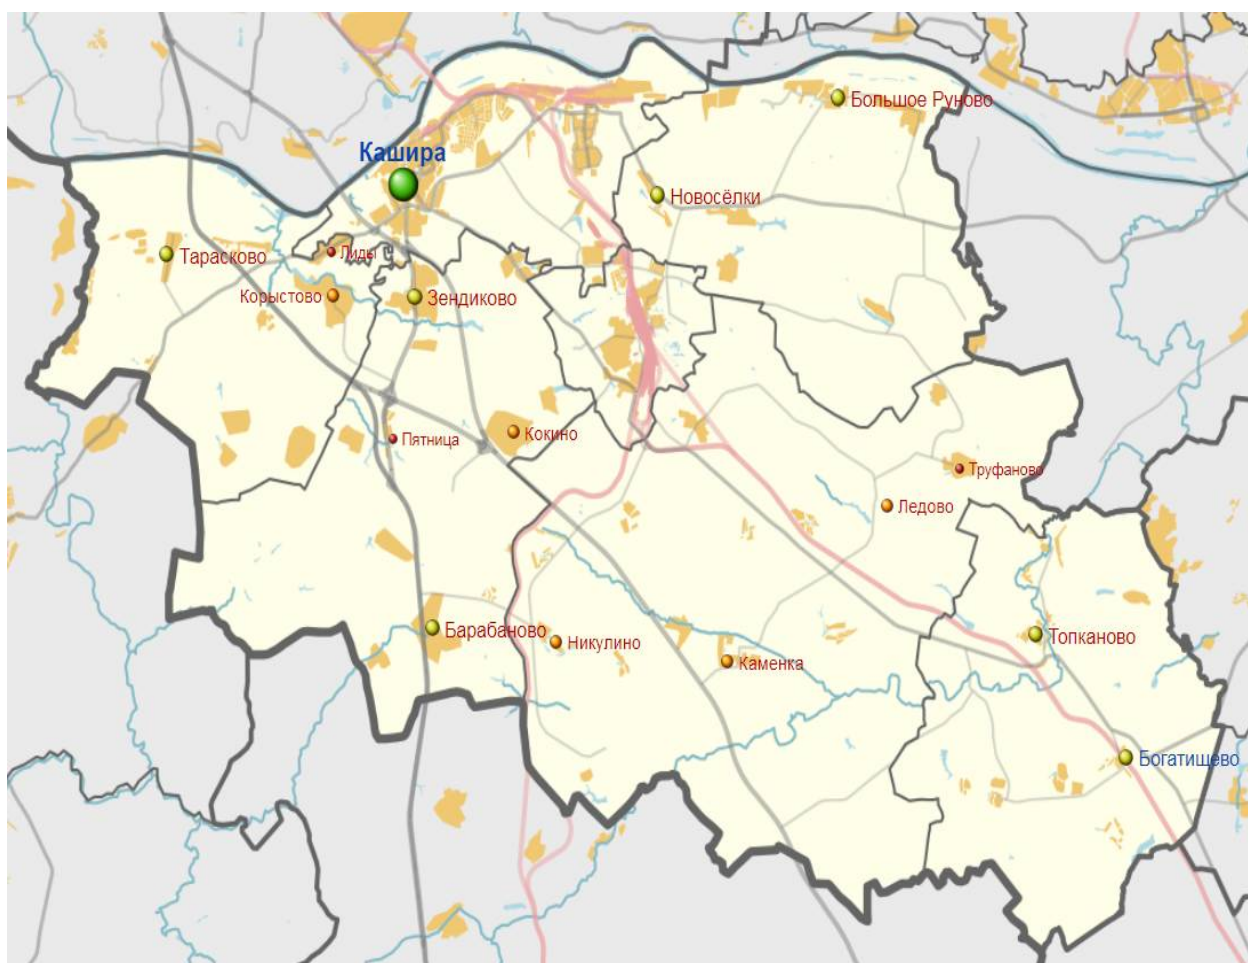 Большое Руново
Кашира
Новосёлки
Лиды
Тарасково
Корыстово
Зендиково
Пятница
Кокино
Труфаново
Ледово
Барабаново
Никулино
Топканово
Каменка
Богатищево